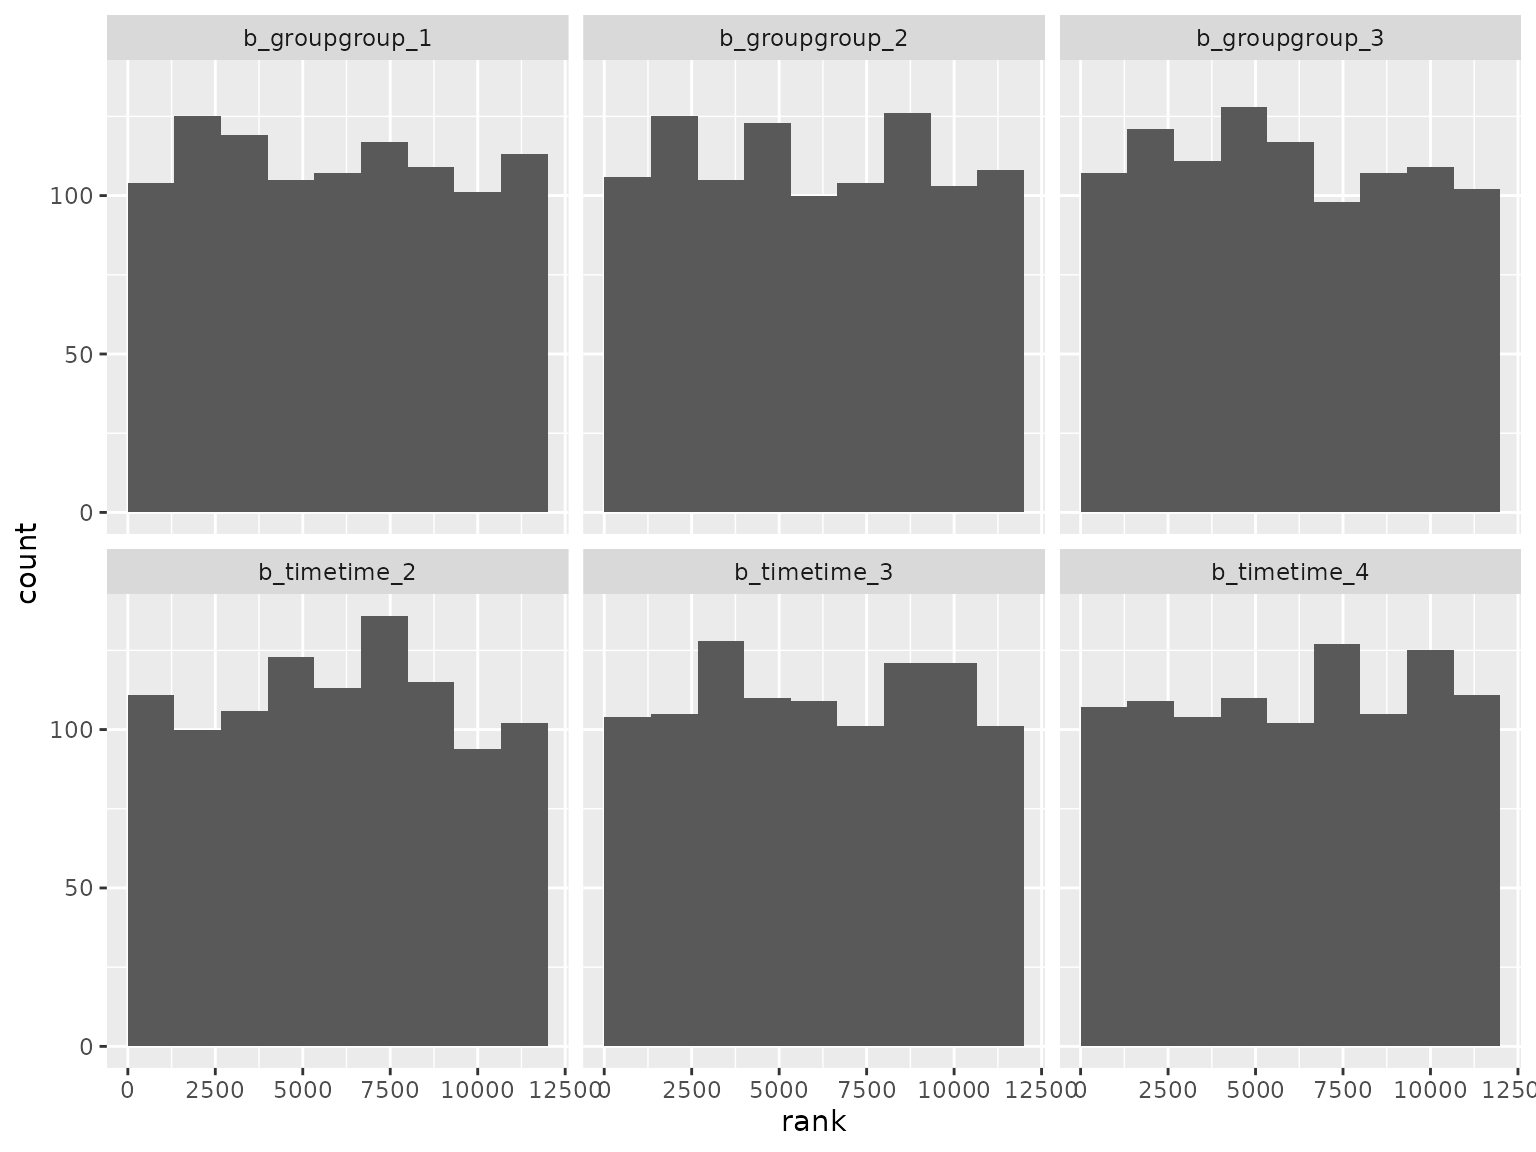 b_groupgroup_1 b_groupgroup_2 b_groupgroup_3
100
50
0
b_timetime_2 b_timetime_3 b_timetime_4
100
50
0
0 2500 5000 7500 10000 12500 0 2500 5000 7500 10000 12500 0 2500 5000 7500 10000 1250
rank
count